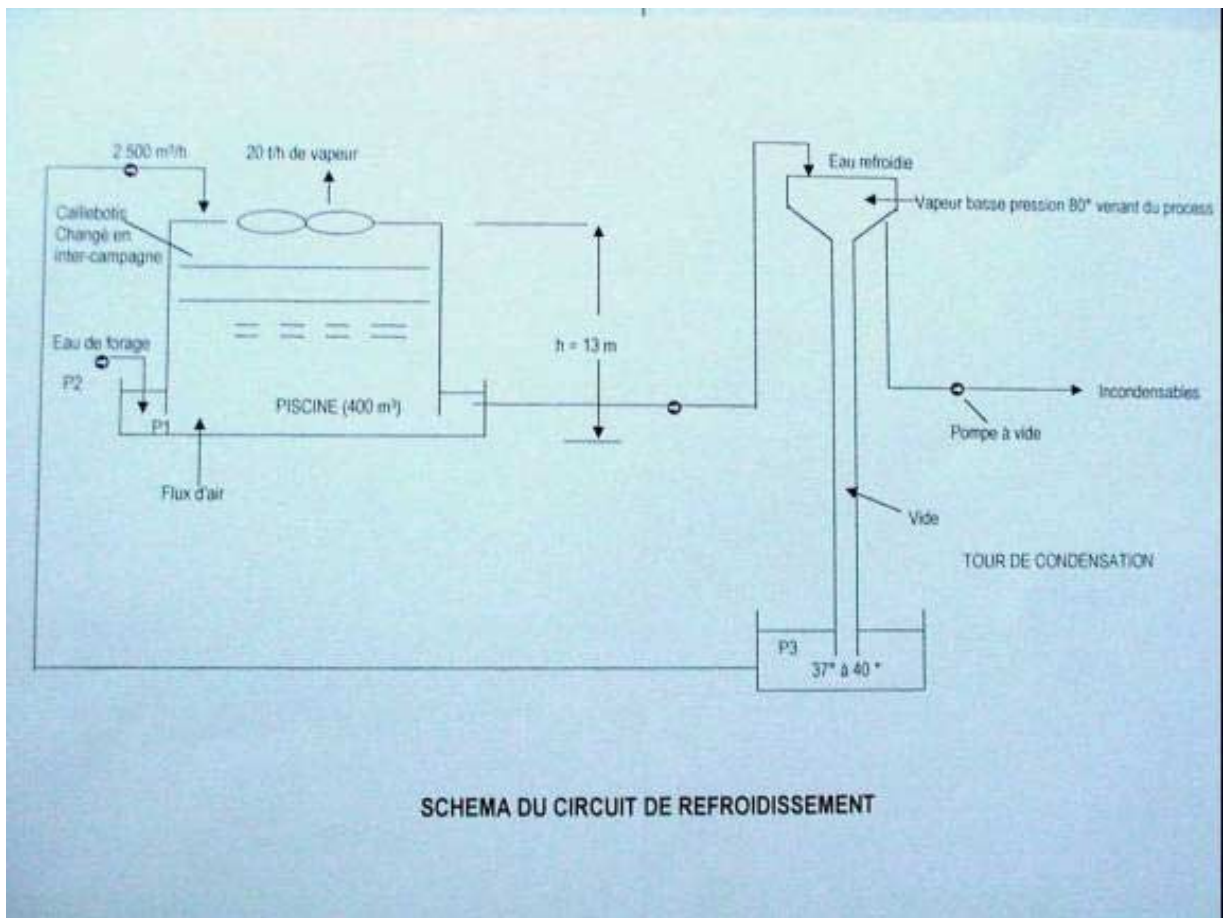 2.500 m³/h
20 t/h de vapeur
Eau refroidie
Vapeur basse pression 80° venant du process
Caillebotis
Changé en
inter-campagne
Eau de forage
P2
P1
PISCINE (400 m³)
h = 13 m
Incondensables
Pompe à vide
Flux d'air
Vide
TOUR DE CONDENSATION
P3
37° à 40 °
SCHEMA DU CIRCUIT DE REFROIDISSEMENT